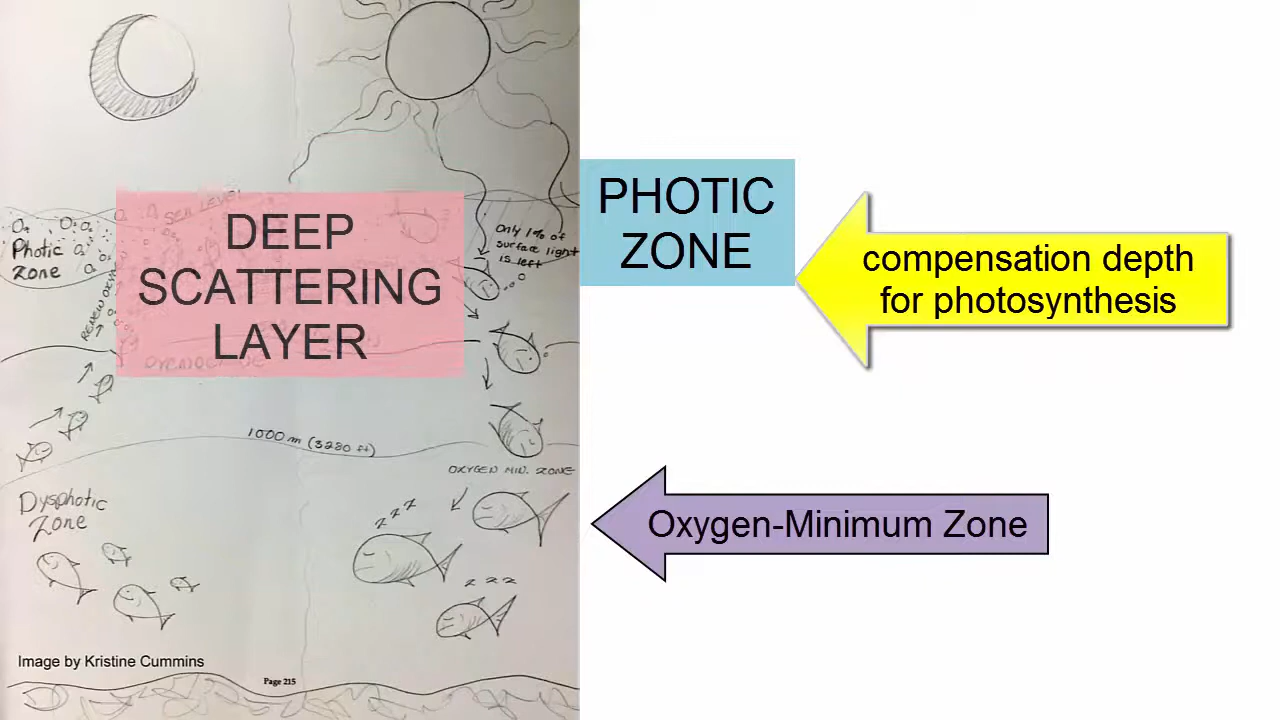 SEA LEVEL
Photic
Zone
Only 1% of
surface light
is left
DEEP
SCATTERING
LAYER
PHOTIC
ZONE
compensation depth
for photosynthesis
1000 m (3280 ft)
OXYGEN MIN. ZONE
Dysphotic
Zone
z z z
z z z
Oxygen-Minimum Zone
Image by Kristine Cummins
Page 215